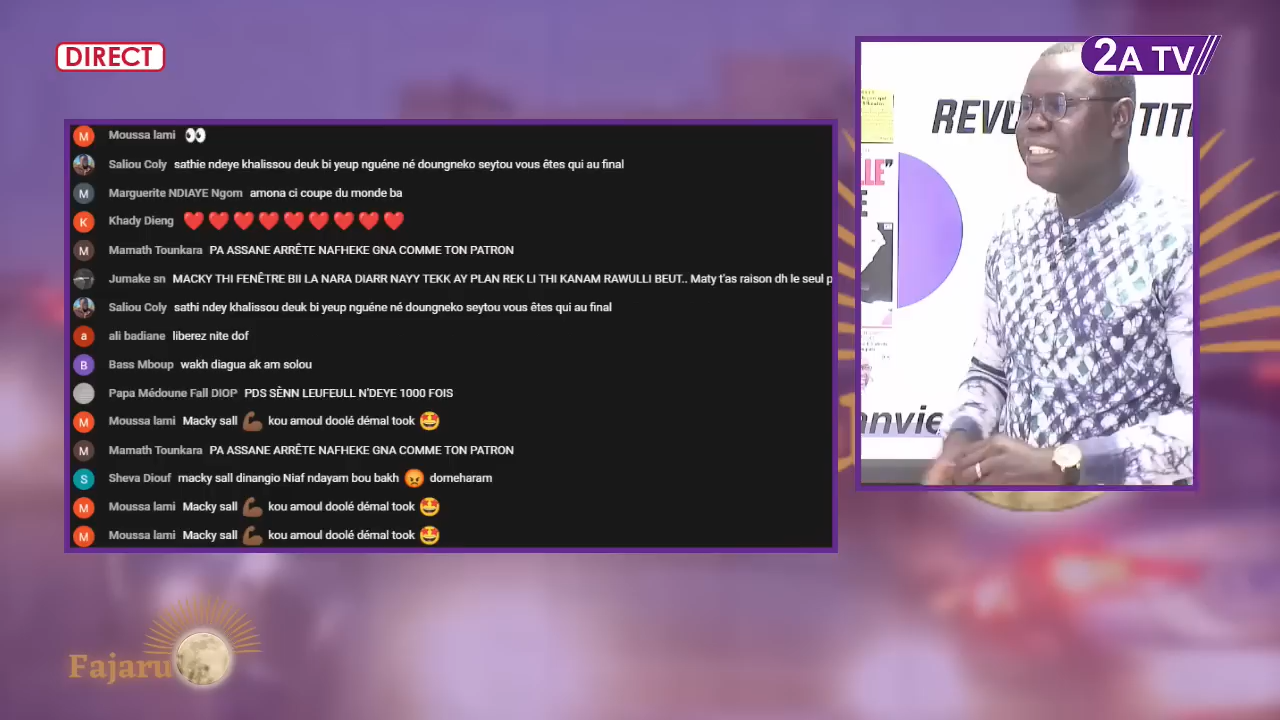 DIRECT
2A TV
Moussa lami 👀
Saliou Coly sathie ndeye khalissou deuk bi yeup nguéne né doungneko seytou vous êtes qui au final
M Marguerite NDIAYE Ngom amona ci coupe du monde ba
K Khady Dieng ❤️❤️❤️❤️❤️❤️❤️❤️❤️
M Mamath Tounkara PA ASSANE ARRÊTE NAFHEKE GNA COMME TON PATRON
Jumake sn MACKY THI FENÊTRE BII LA NARA DIARR NAYY TEKK AY PLAN REK LI THI KANAM RAWULLI BEUT.. Maty t'as raison dh le seul p
Saliou Coly sathi ndey khalissou deuk bi yeup nguéne né doungneko seytou vous êtes qui au final
a ali badiane liberez nite dof
B Bass Mboup wakh diagua ak am solou
Papa Médoune Fall DIOP PDS SÈNN LEUFEULL N'DEYE 1000 FOIS
M Moussa lami Macky sall 💪🏾 kou amoul doolé démal took 🤩
M Mamath Tounkara PA ASSANE ARRÊTE NAFHEKE GNA COMME TON PATRON
S Sheva Diouf macky sall dinangio Niaf ndayam bou bakh 😡 domeharam
M Moussa lami Macky sall 💪🏾 kou amoul doolé démal took 🤩
M Moussa lami Macky sall 💪🏾 kou amoul doolé démal took 🤩
REVU
TIT
LLE"
E
anvie
Fajaru